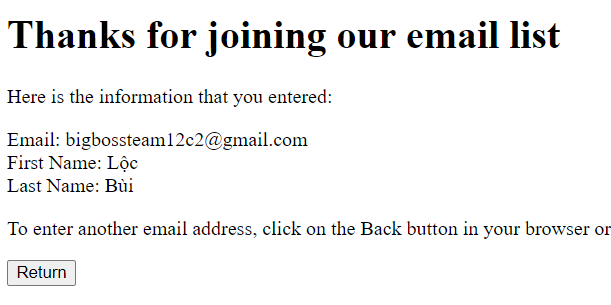 Thanks for joining our email list
Here is the information that you entered:
Email: bigbossteam12c2@gmail.com
First Name: Lộc
Last Name: Bùi
To enter another email address, click on the Back button in your browser or
Return